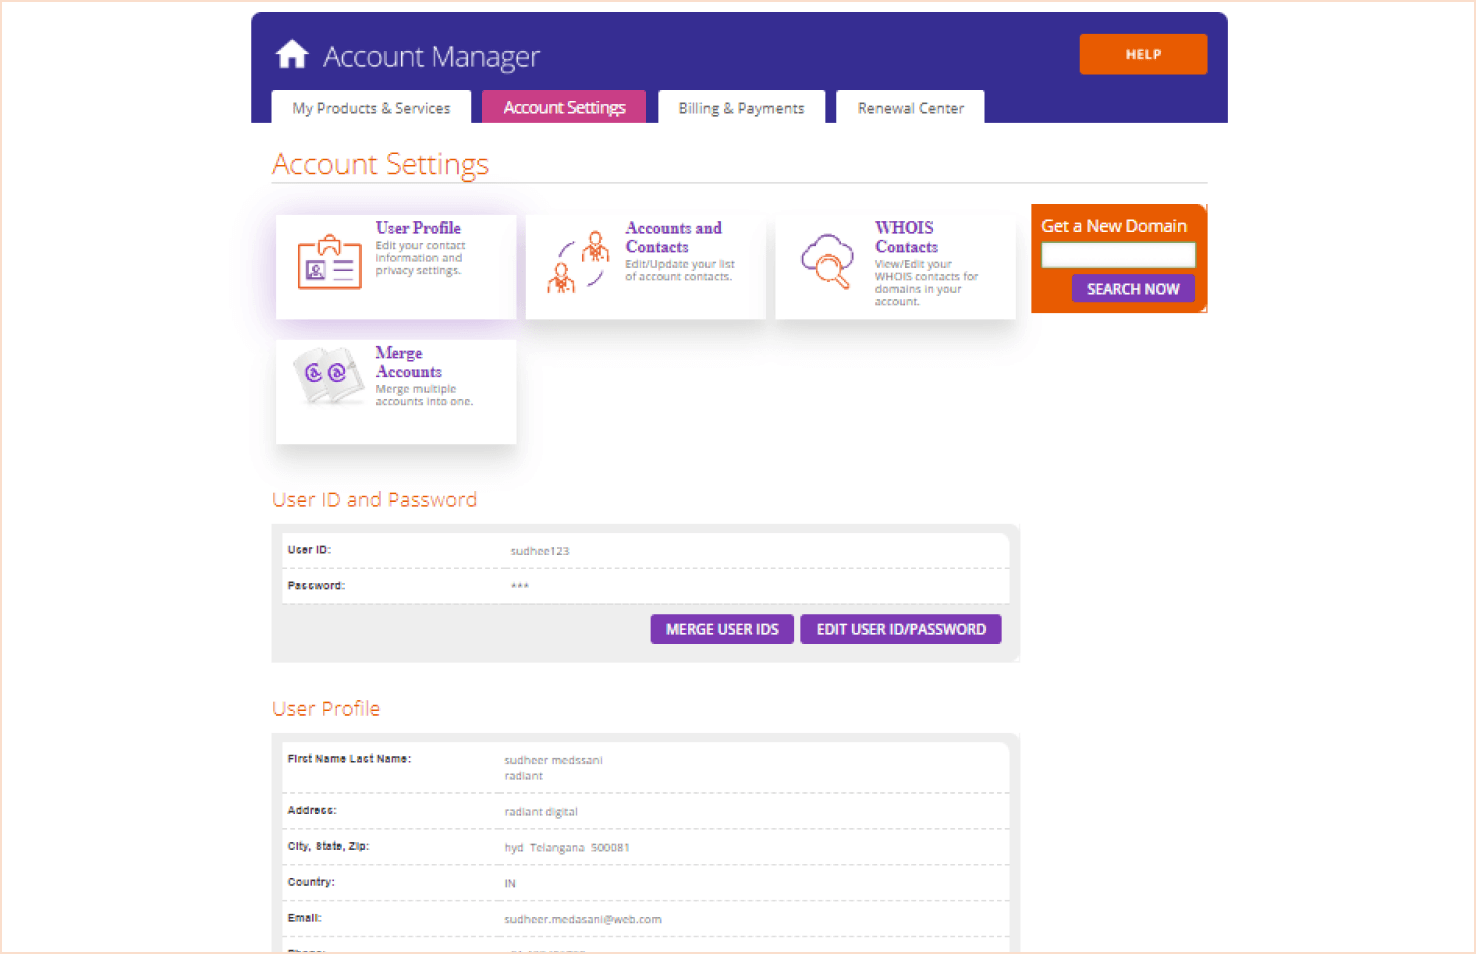 Account Manager
HELP
My Products & Services
Account Settings
Billing & Payments
Renewal Center
Account Settings
User Profile
Edit your contact
information and
privacy settings.
Accounts and
Contacts
Edit/Update your list
of account contacts.
WHOIS
Contacts
View/Edit your
WHOIS contacts for
domains in your
account.
Get a New Domain
SEARCH NOW
Merge
Accounts
Merge multiple
accounts into one.
User ID and Password
User ID: sudhee123
Password: ***
MERGE USER IDS
EDIT USER ID/PASSWORD
User Profile
First Name Last Name: sudheer medssani
radiant
Address: radiant digital
City, State, Zip: hyd Telangana 500081
Country: IN
Email: sudheer.medasani@web.com